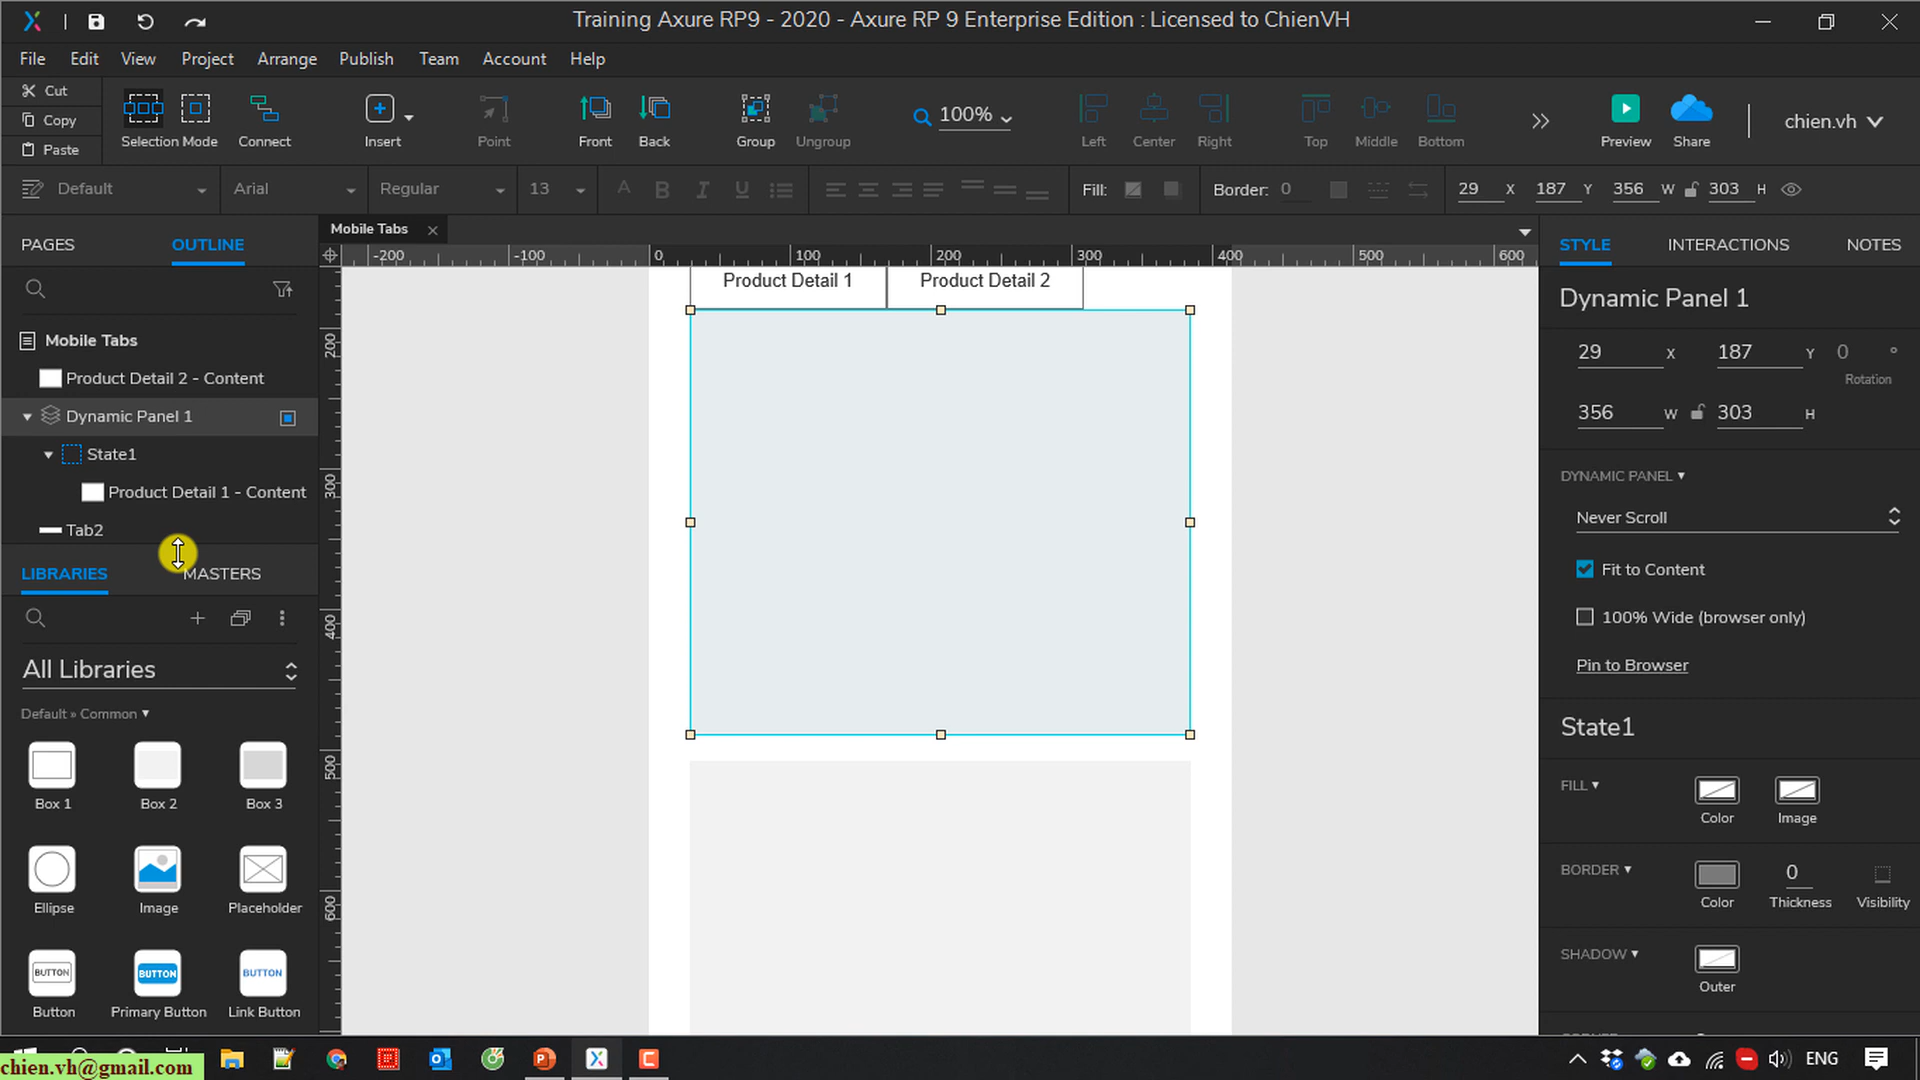 Training Axure RP9 - 2020 - Axure RP 9 Enterprise Edition : Licensed to ChienVH
File Edit View Project Arrange Publish Team Account Help
Cut
Copy
Paste
Selection Mode
Connect
Insert
Point
Front
Back
Group
Ungroup
100%
Left
Center
Right
Top
Middle
Bottom
Preview
Share
chien.vh
Default Arial Regular 13 Fill: Border: 0 29 X 187 Y 356 W 303 H
PAGES OUTLINE
Mobile Tabs
-200 -100 0 100 200 300 400 500 600
STYLE INTERACTIONS NOTES
Mobile Tabs
Product Detail 2 - Content
Dynamic Panel 1
State1
Product Detail 1 - Content
Tab2
LIBRARIES MASTERS
All Libraries
Default » Common
Box 1 Box 2 Box 3
Ellipse Image Placeholder
BUTTON BUTTON BUTTON
Button Primary Button Link Button
200
300
400
500
600
Product Detail 1 Product Detail 2
Dynamic Panel 1
29 X 187 Y 0 °
Rotation
356 W 303 H
DYNAMIC PANEL
Never Scroll
Fit to Content
100% Wide (browser only)
Pin to Browser
State1
FILL
Color Image
BORDER
0
Color Thickness Visibility
SHADOW
Outer
chien.vh@gmail.com
ENG